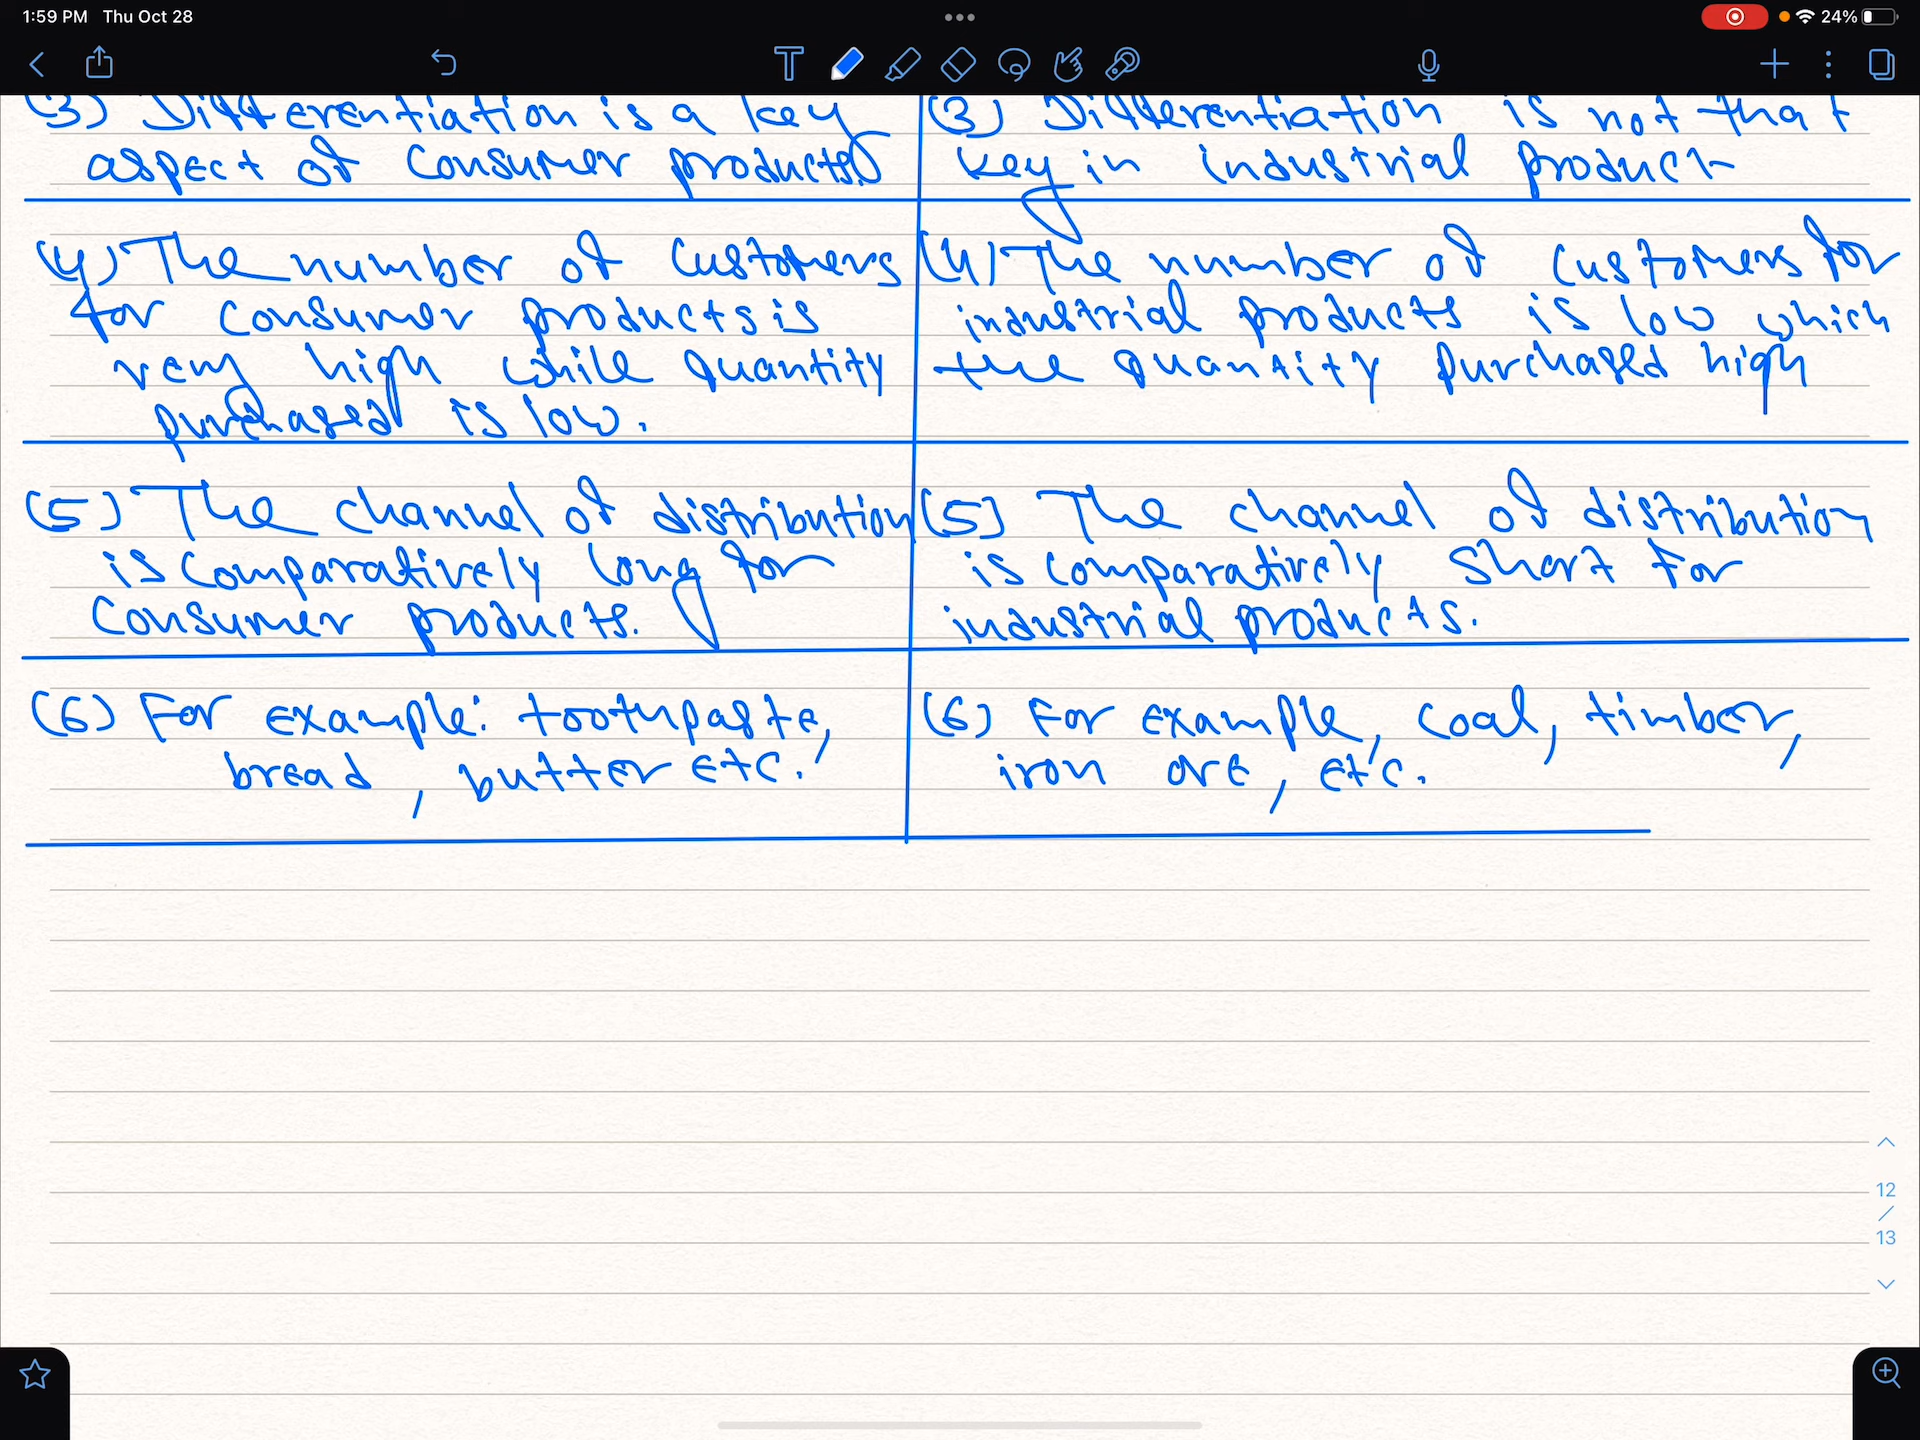 1:59 PM Thu Oct 28
24%
(3) Differentiation is a key
aspect of consumer products.
(3) Differentiation is not that
key in industrial product
(4) The number of customers
for consumer products is
very high while quantity
purchased is low.
(4) The number of customers for
industrial products is low which
the quantity purchased high
(5) The channel of distribution
is comparatively long for
consumer products.
(5) The channel of distribution
is comparatively short for
industrial products.
(6) For example: toothpaste,
bread, butter etc.
(6) For example, coal, timber,
iron ore, etc.
12
/
13